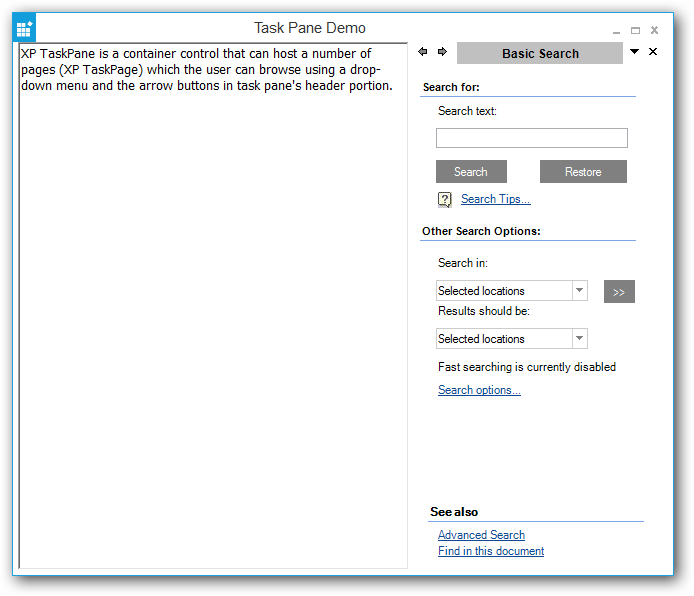 Task Pane Demo
XP TaskPane is a container control that can host a number of
pages (XP TaskPage) which the user can browse using a drop-
down menu and the arrow buttons in task pane's header portion.
Basic Search
Search for:
Search text:
Search
Restore
?
Search Tips...
Other Search Options:
Search in:
Selected locations
>>
Results should be:
Selected locations
Fast searching is currently disabled
Search options...
See also
Advanced Search
Find in this document